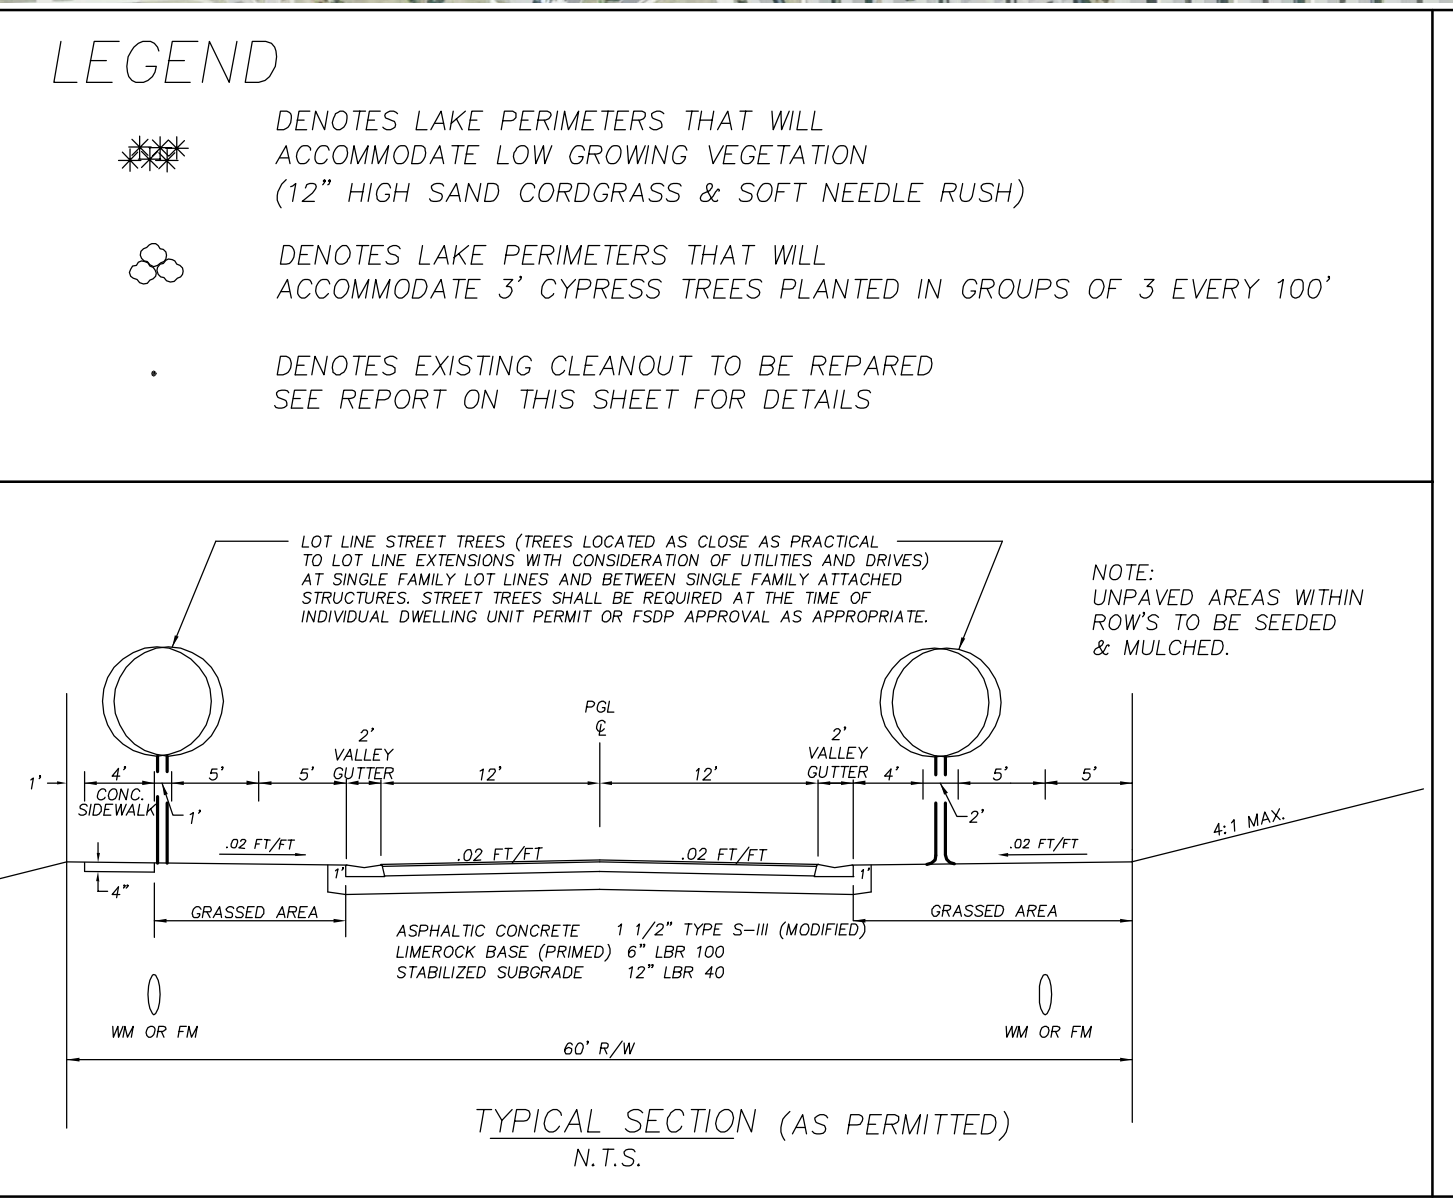 LEGEND
DENOTES LAKE PERIMETERS THAT WILL
ACCOMMODATE LOW GROWING VEGETATION
(12" HIGH SAND CORDGRASS & SOFT NEEDLE RUSH)
DENOTES LAKE PERIMETERS THAT WILL
ACCOMMODATE 3' CYPRESS TREES PLANTED IN GROUPS OF 3 EVERY 100'
DENOTES EXISTING CLEANOUT TO BE REPARED
SEE REPORT ON THIS SHEET FOR DETAILS
LOT LINE STREET TREES (TREES LOCATED AS CLOSE AS PRACTICAL
TO LOT LINE EXTENSIONS WITH CONSIDERATION OF UTILITIES AND DRIVES)
AT SINGLE FAMILY LOT LINES AND BETWEEN SINGLE FAMILY ATTACHED
STRUCTURES. STREET TREES SHALL BE REQUIRED AT THE TIME OF
INDIVIDUAL DWELLING UNIT PERMIT OR FSDP APPROVAL AS APPROPRIATE.
NOTE:
UNPAVED AREAS WITHIN
ROW'S TO BE SEEDED
& MULCHED.
PGL
℄
2'
VALLEY
GUTTER
2'
VALLEY
GUTTER
1' 4' 5' 5' 12' 12' 4' 5' 5'
CONC.
SIDEWALK
1'
2'
4:1 MAX.
.02 FT/FT .02 FT/FT .02 FT/FT .02 FT/FT
1' 1'
4"
GRASSED AREA
GRASSED AREA
ASPHALTIC CONCRETE 1 1/2" TYPE S-III (MODIFIED)
LIMEROCK BASE (PRIMED) 6" LBR 100
STABILIZED SUBGRADE 12" LBR 40
WM OR FM
WM OR FM
60' R/W
TYPICAL SECTION (AS PERMITTED)
N.T.S.